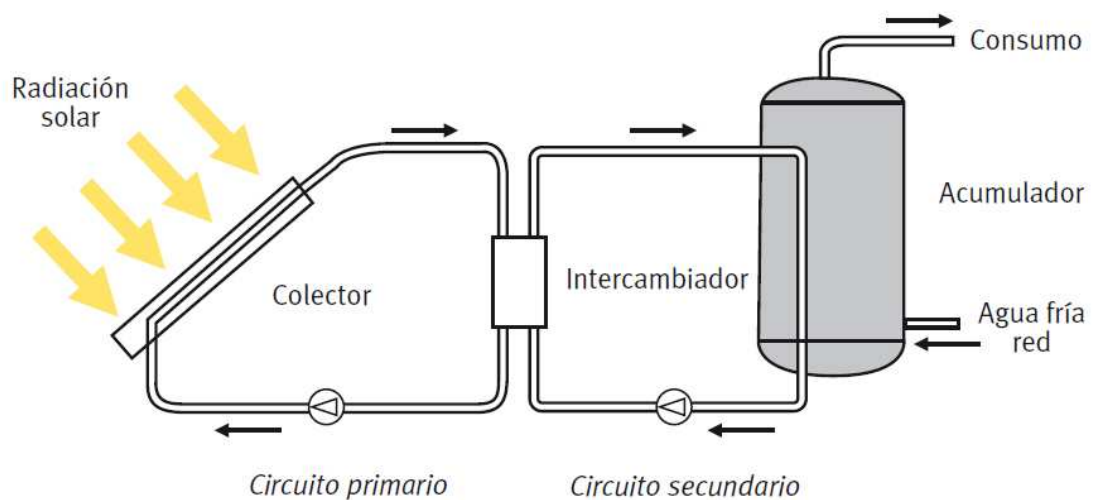 Consumo
Radiación
solar
Acumulador
Intercambiador
Colector
Agua fría
red
Circuito primario
Circuito secundario